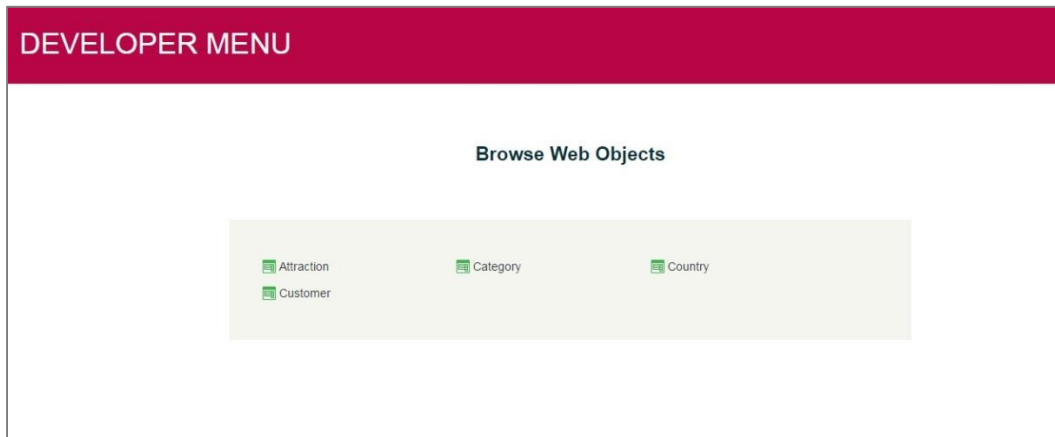 DEVELOPER MENU
Browse Web Objects
Attraction Category Country
Customer